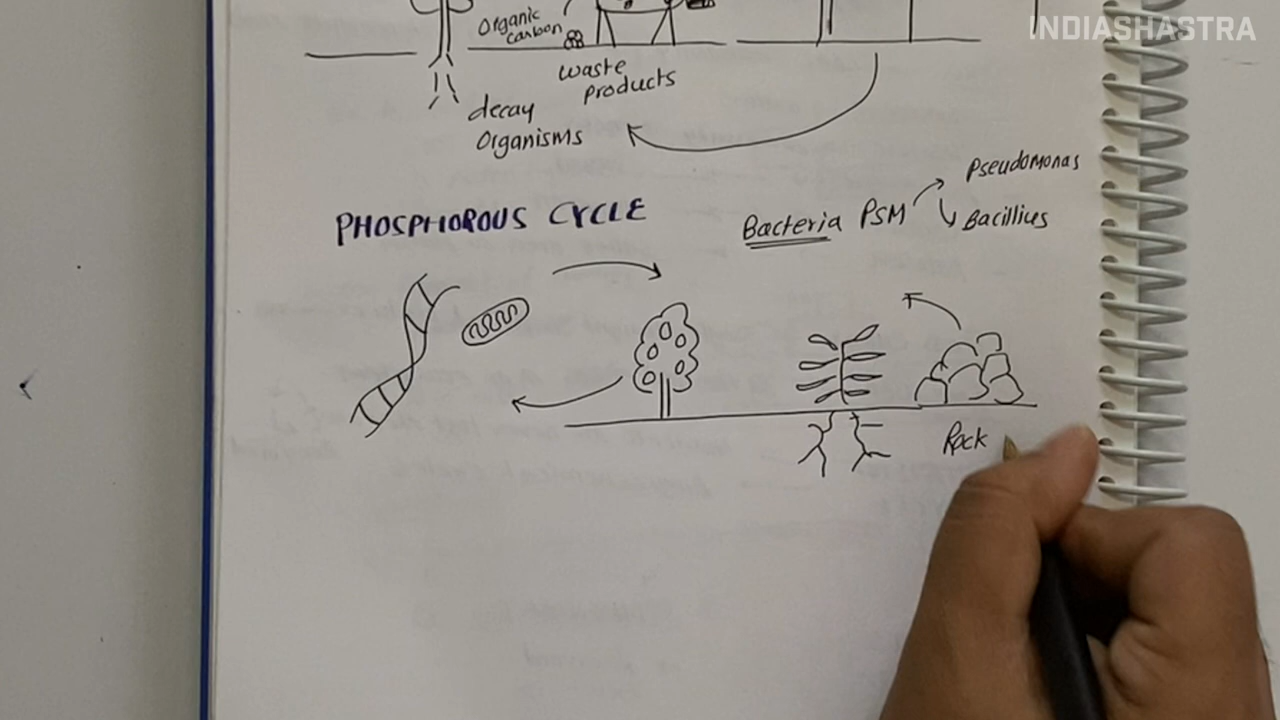 INDIASHASTRA
Organic
carbon
waste
products
decay
Organisms
PHOSPHOROUS CYCLE
Bacteria PSM
Pseudomonas
Bacillius
Rock